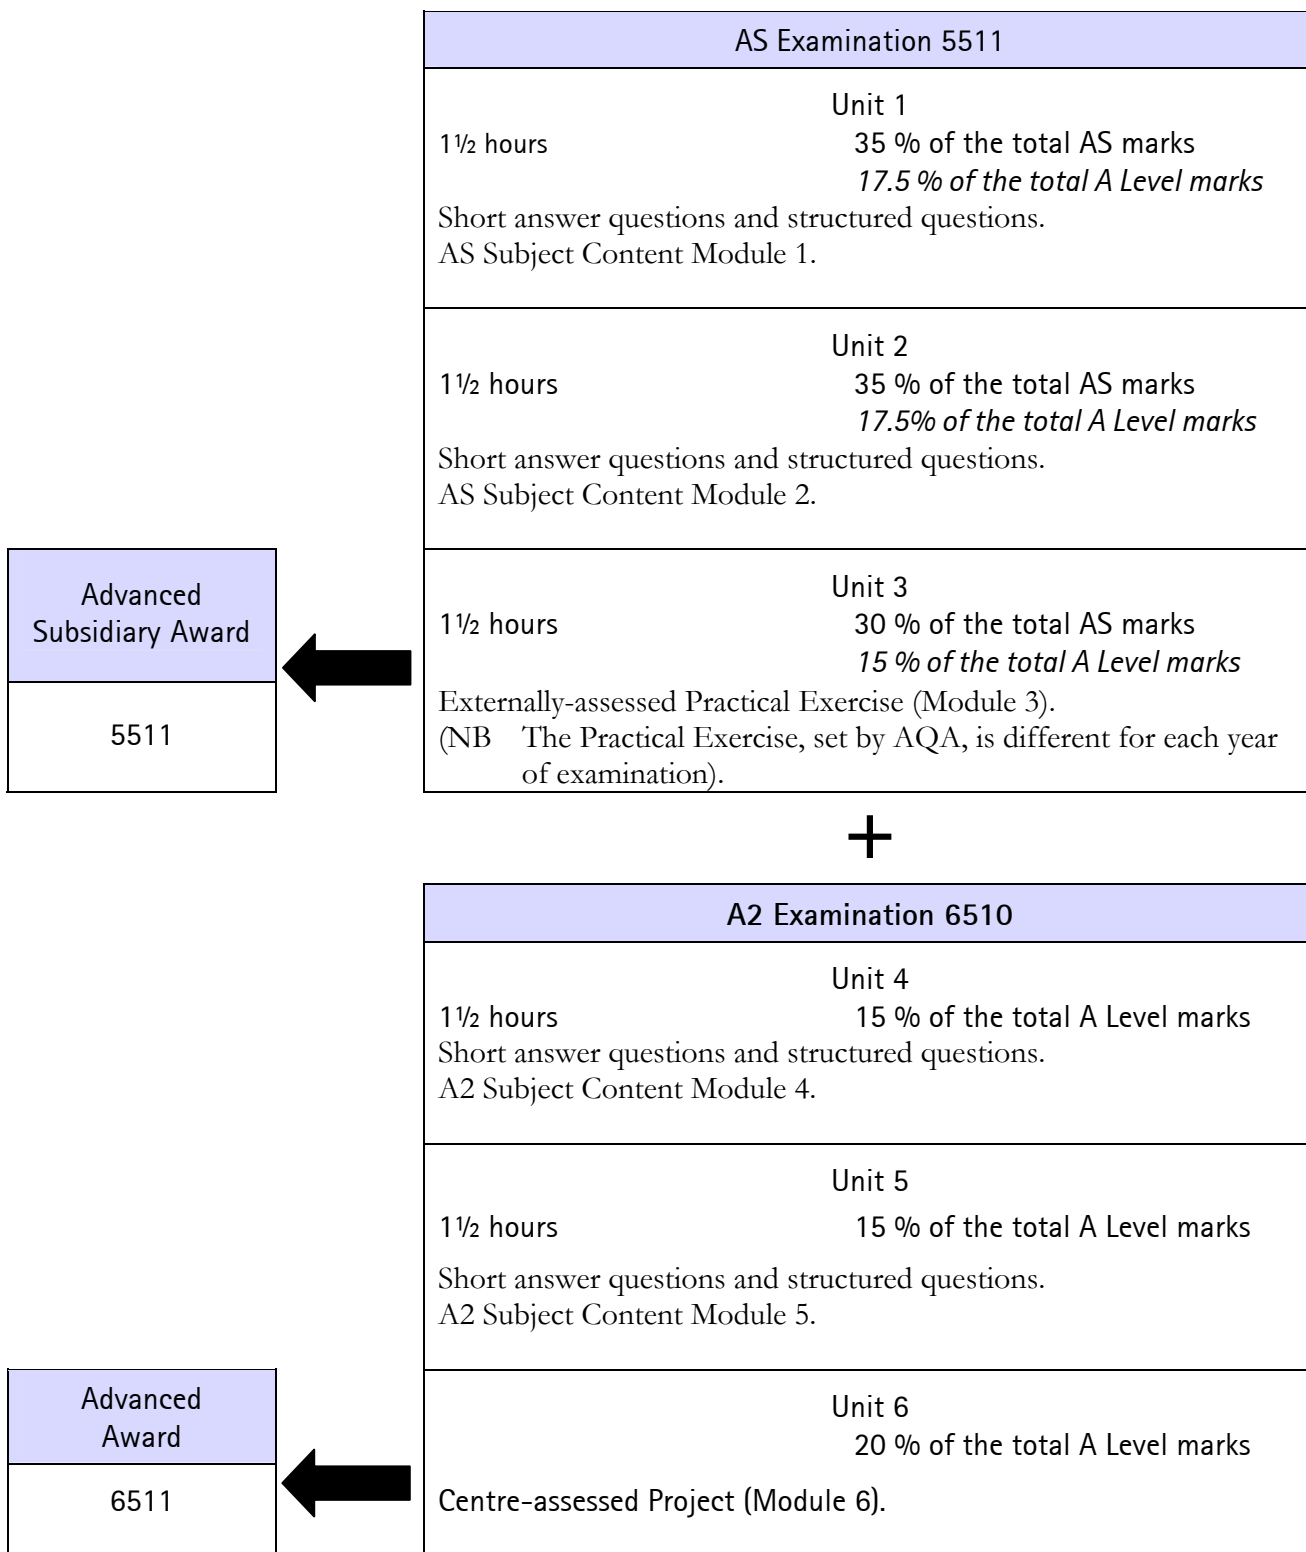 AS Examination 5511
Unit 1
1½ hours 35 % of the total AS marks
17.5 % of the total A Level marks
Short answer questions and structured questions.
AS Subject Content Module 1.
Unit 2
1½ hours 35 % of the total AS marks
17.5% of the total A Level marks
Short answer questions and structured questions.
AS Subject Content Module 2.
Advanced
Subsidiary Award
5511
Unit 3
1½ hours 30 % of the total AS marks
15 % of the total A Level marks
Externally-assessed Practical Exercise (Module 3).
(NB The Practical Exercise, set by AQA, is different for each year
of examination).
+
A2 Examination 6510
Unit 4
1½ hours 15 % of the total A Level marks
Short answer questions and structured questions.
A2 Subject Content Module 4.
Unit 5
1½ hours 15 % of the total A Level marks
Short answer questions and structured questions.
A2 Subject Content Module 5.
Advanced
Award
6511
Unit 6
20 % of the total A Level marks
Centre-assessed Project (Module 6).